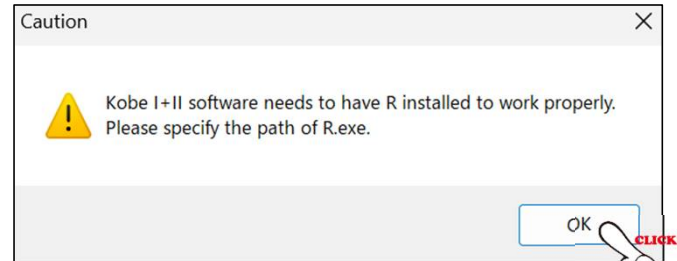 Caution
Kobe I+II software needs to have R installed to work properly.
Please specify the path of R.exe.
OK
CLICK